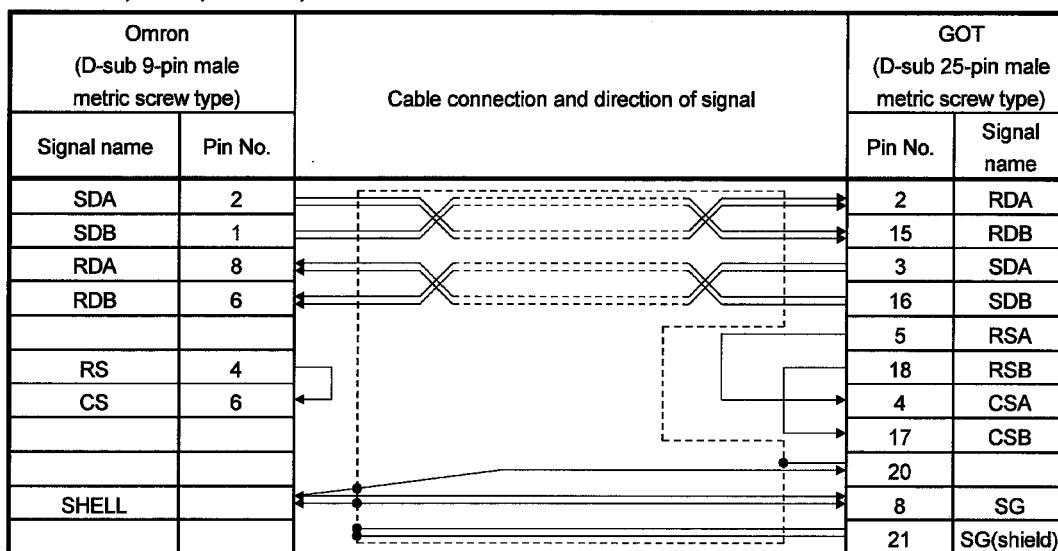 Omron
(D-sub 9-pin male
metric screw type)
Cable connection and direction of signal
GOT
(D-sub 25-pin male
metric screw type)
Signal name
Pin No.
Pin No.
Signal
name
SDA 2 2 RDA
SDB 1 15 RDB
RDA 8 3 SDA
RDB 6 16 SDB
5 RSA
RS 4 18 RSB
CS 6 4 CSA
17 CSB
20
SHELL 8 SG
21 SG(shield)